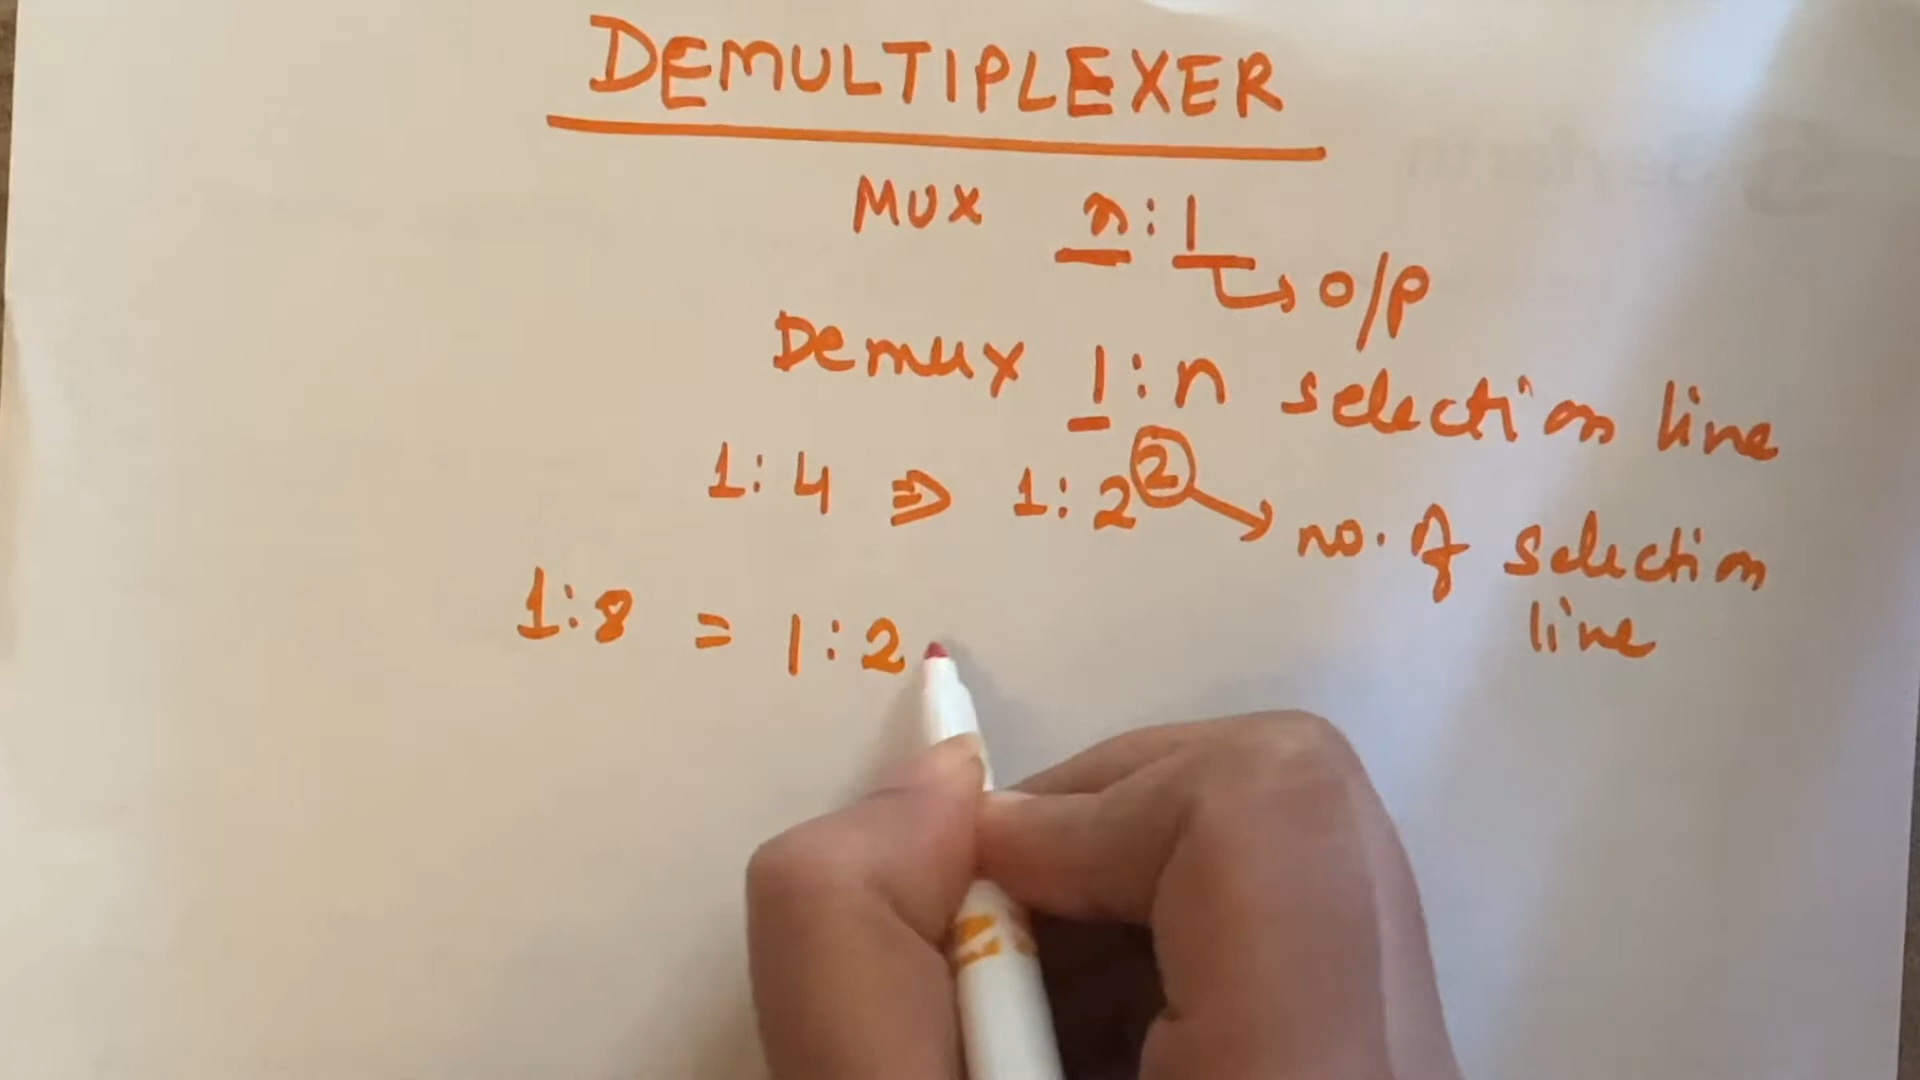 DEMULTIPLEXER
MUX n:1
o/p
Demux 1:n selection line
1:4 ⇒ 1:2² → no. of selection line
1:8 = 1:2